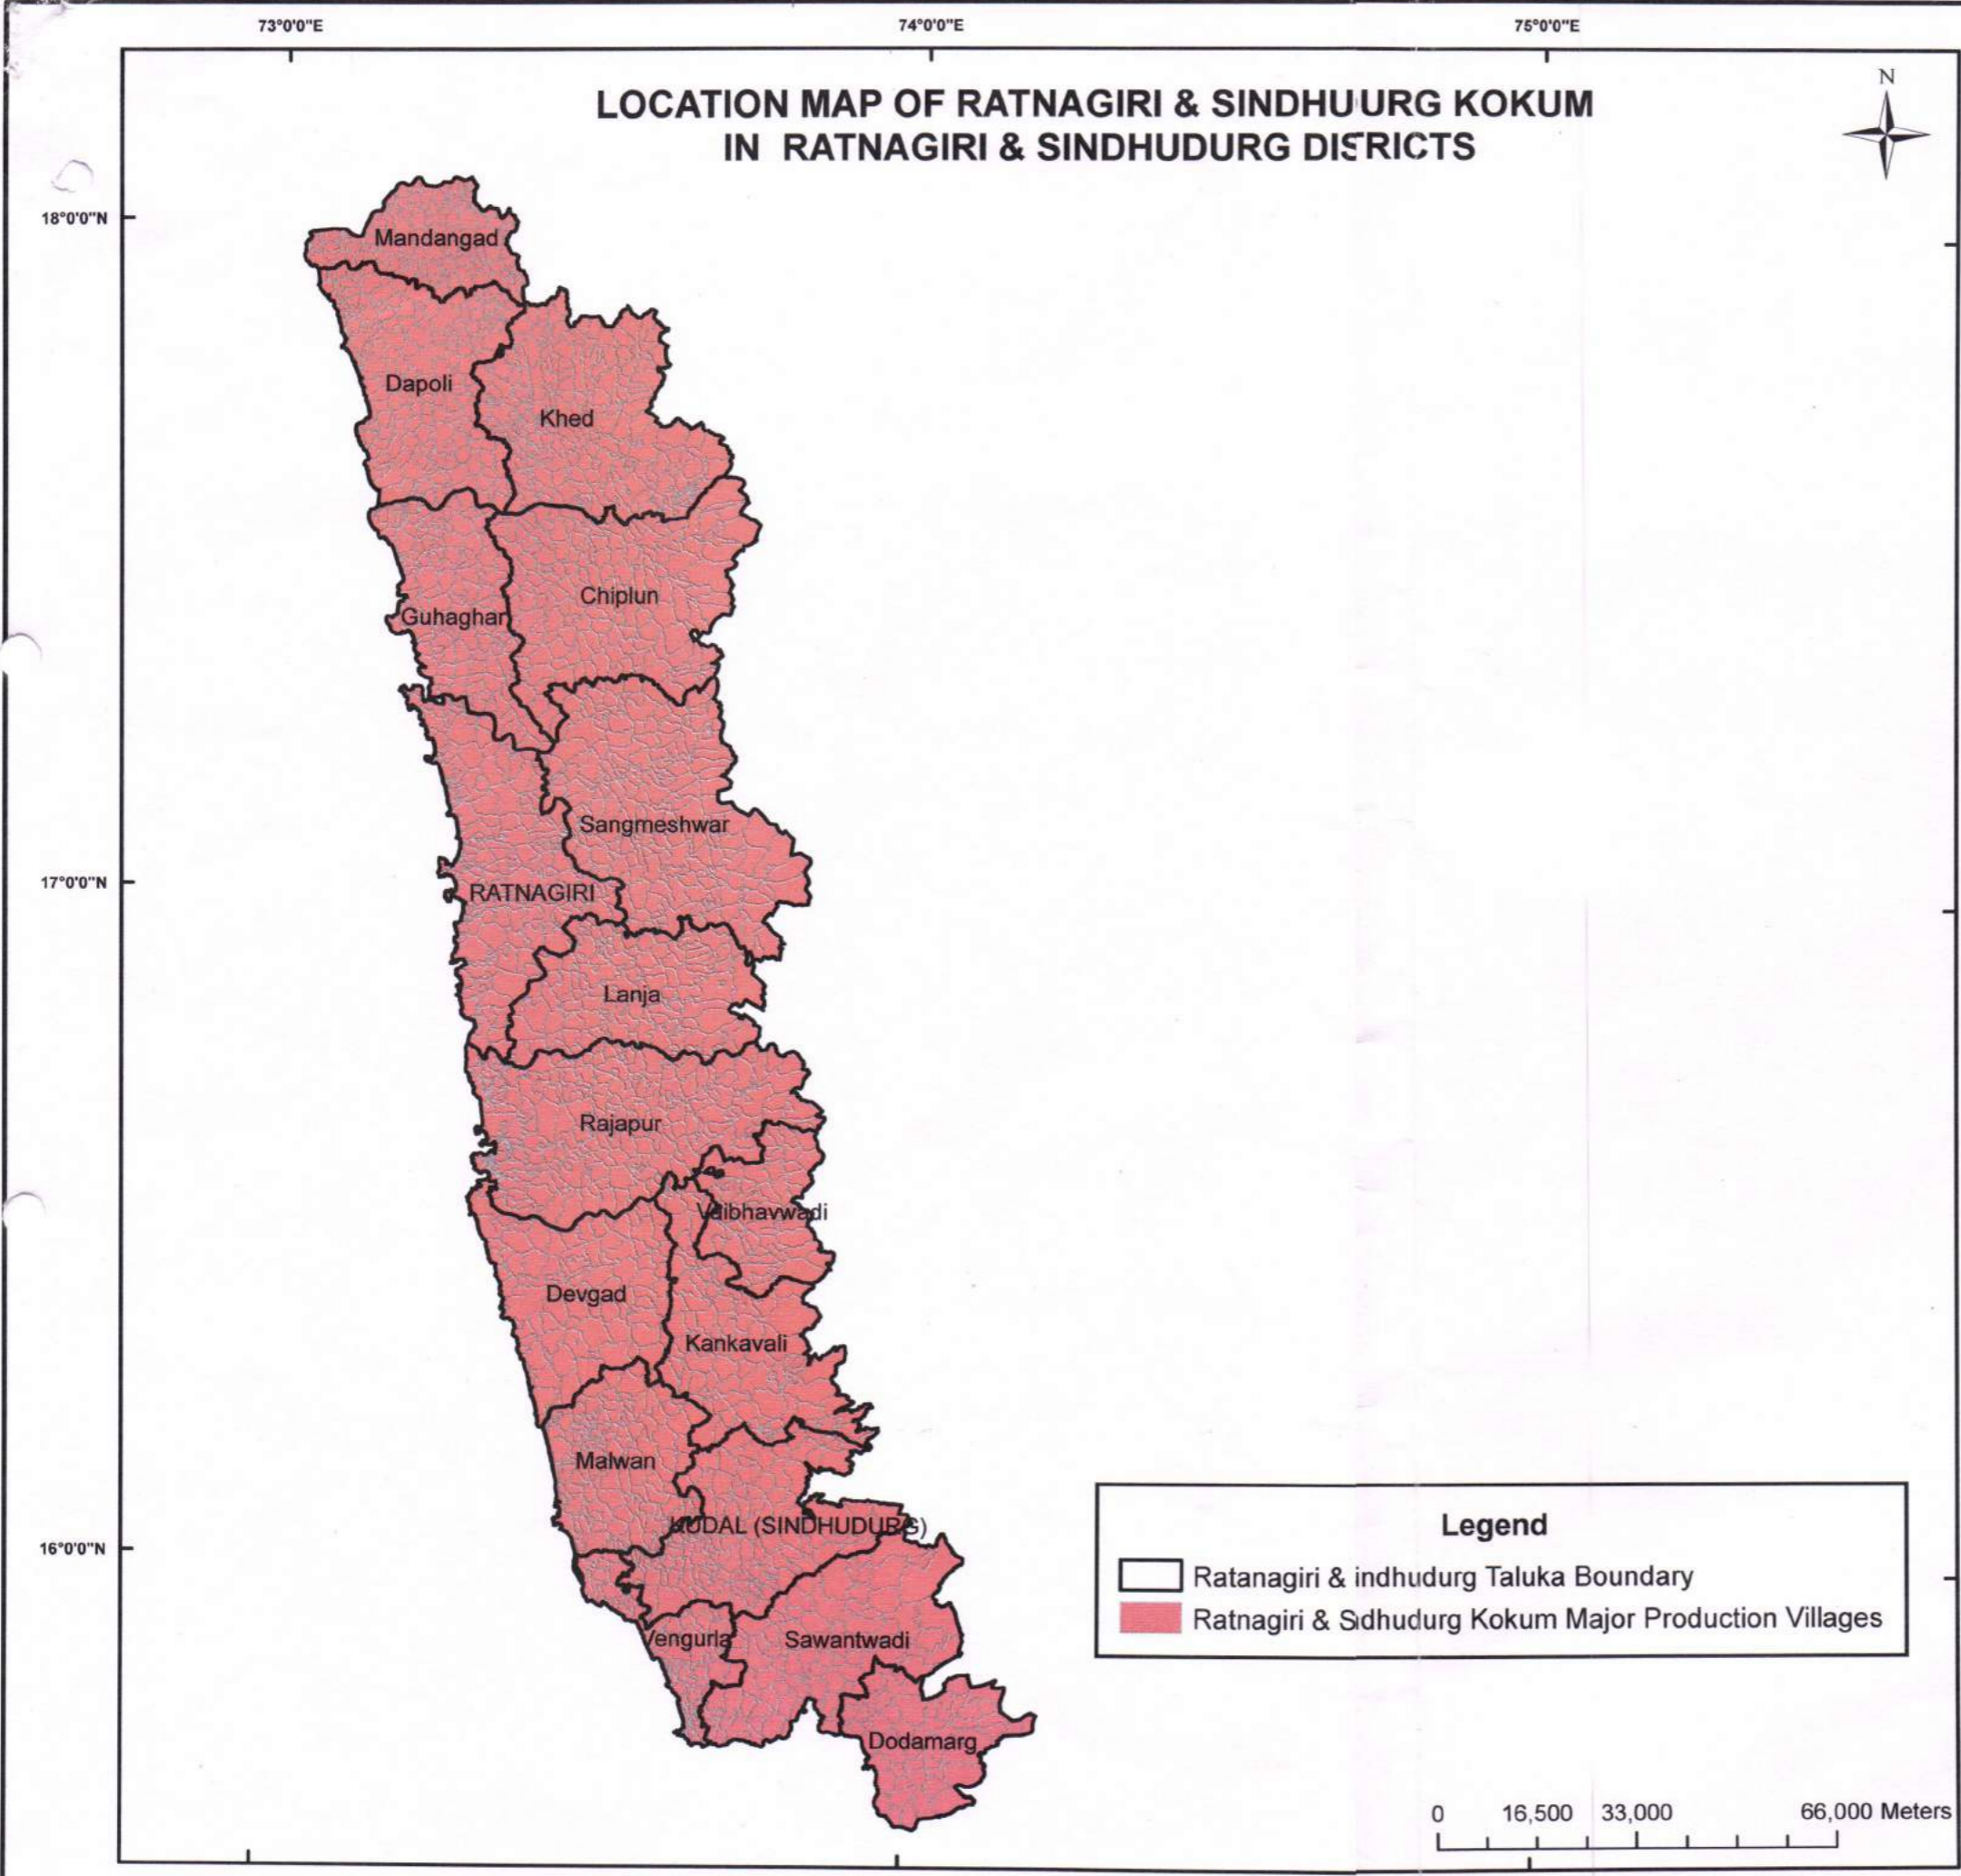 73°0'0"E
74°0'0"E
75°0'0"E
LOCATION MAP OF RATNAGIRI & SINDHUURG KOKUM
IN RATNAGIRI & SINDHUDURG DISRICTS
N
18°0'0"N
Mandangad
Dapoli
Khed
Chiplun
Guhaghar
Sangmeshwar
17°0'0"N
RATNAGIRI
Lanja
Rajapur
Vaibhavwadi
Devgad
Kankavali
Malwan
KUDAL (SINDHUDURG)
16°0'0"N
Legend
Ratanagiri & indhudurg Taluka Boundary
Ratnagiri & Sidhudurg Kokum Major Production Villages
Vengurla
Sawantwadi
Dodamarg
0 16,500 33,000 66,000 Meters